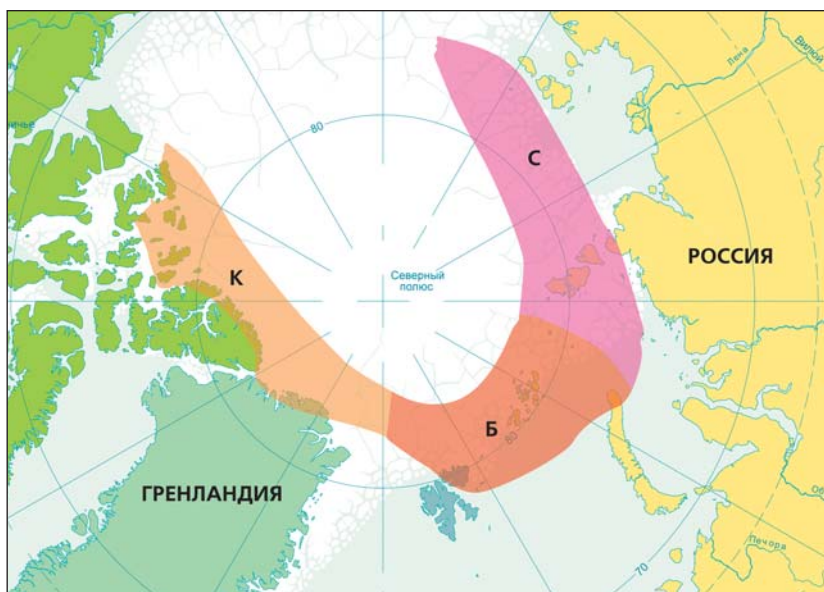 Лена
Вилюй
80
С
К
РОССИЯ
Северный
полюс
Б
80
ГРЕНЛАНДИЯ
Печора
70